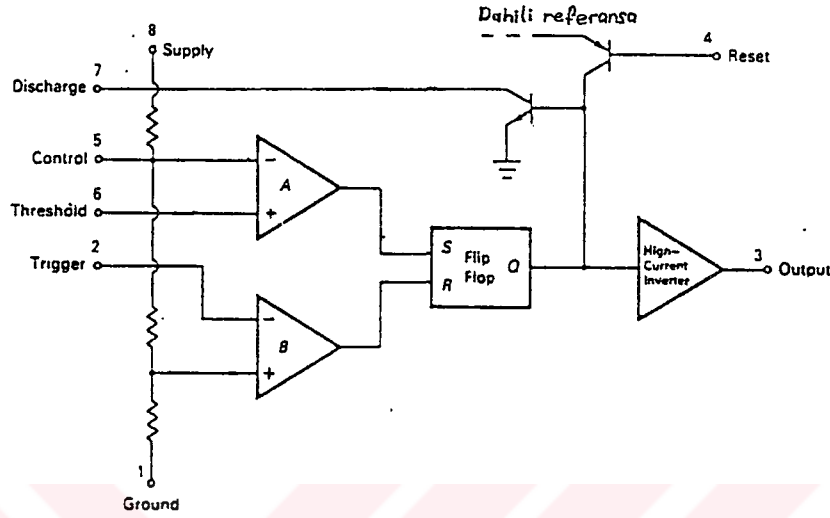 Dahili referansa
8
Supply
4
Reset
7
Discharge
5
Control
6
Threshold
2
Trigger
-
A
+
-
B
+
S
Flip
Flop
Q
R
High-
Current
Inverter
3
Output
1
Ground